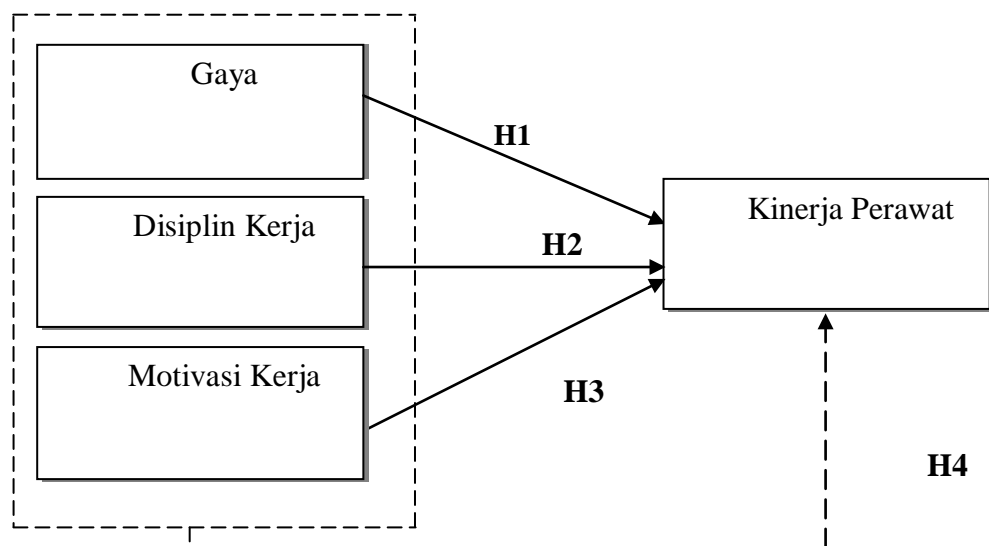 Gaya
H1
Disiplin Kerja
H2
Kinerja Perawat
Motivasi Kerja
H3
H4